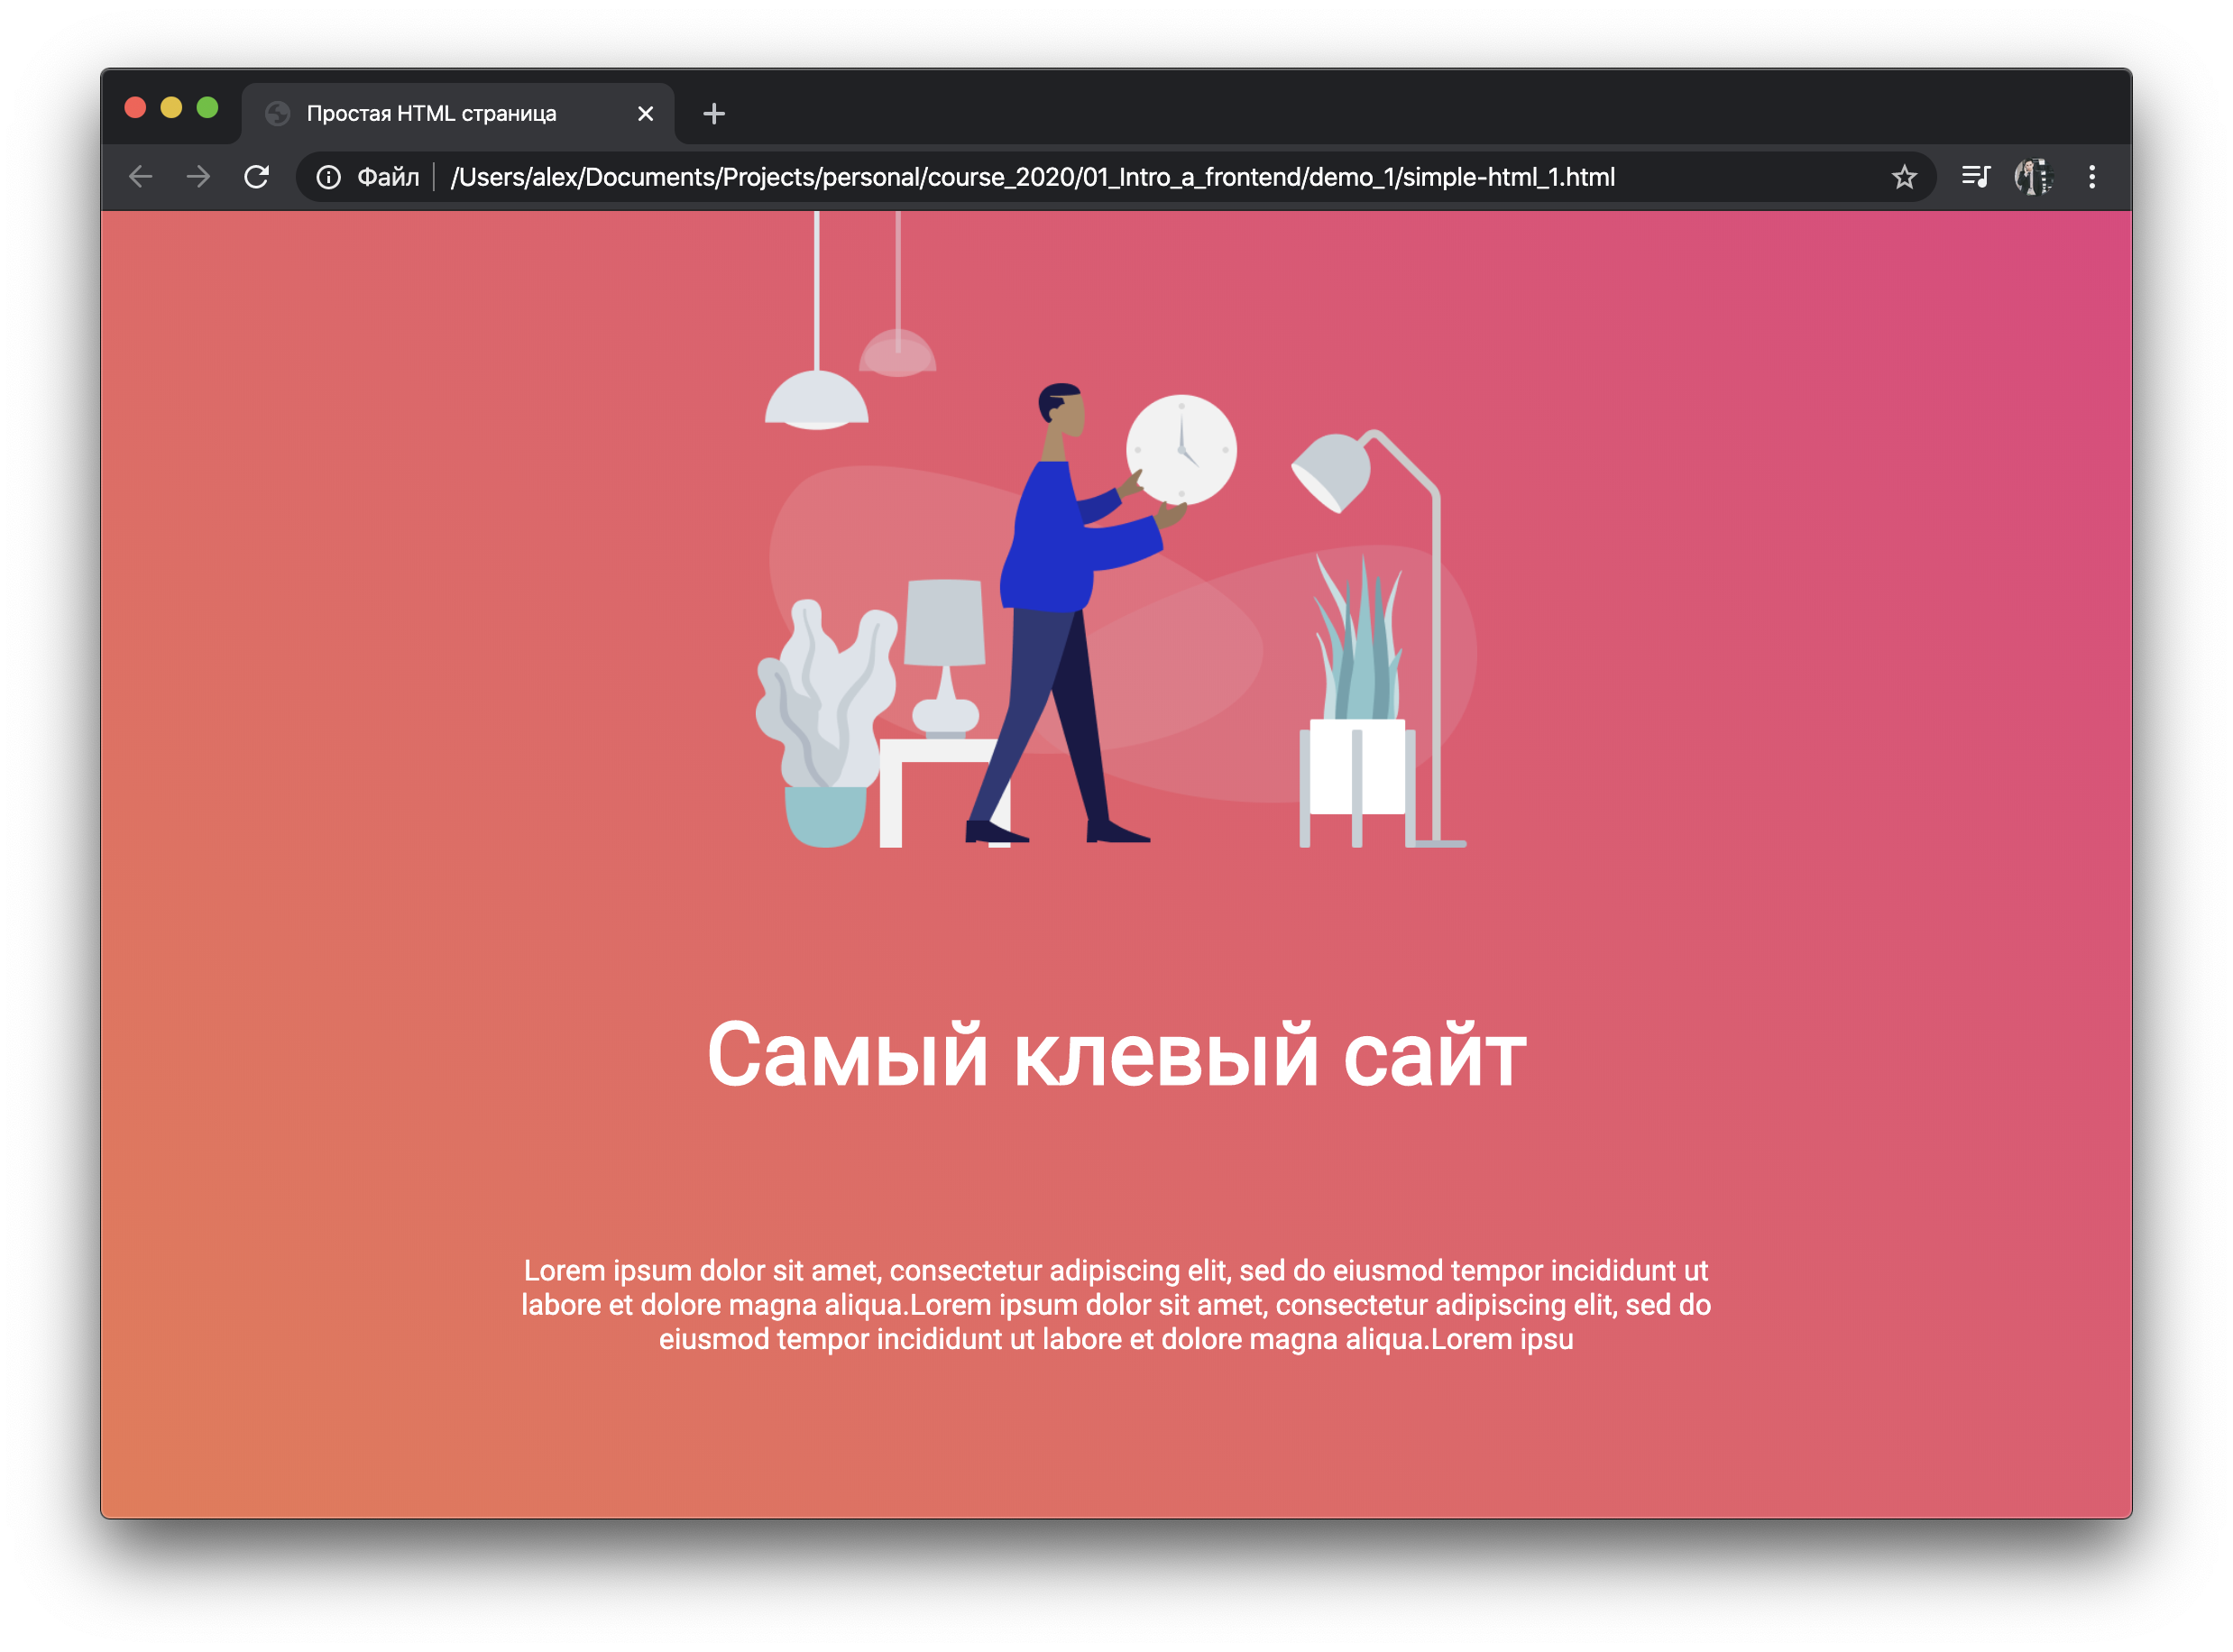 Простая HTML страница
Файл /Users/alex/Documents/Projects/personal/course_2020/01_Intro_a_frontend/demo_1/simple-html_1.html
Самый клевый сайт
Lorem ipsum dolor sit amet, consectetur adipiscing elit, sed do eiusmod tempor incididunt ut
labore et dolore magna aliqua.Lorem ipsum dolor sit amet, consectetur adipiscing elit, sed do
eiusmod tempor incididunt ut labore et dolore magna aliqua.Lorem ipsu